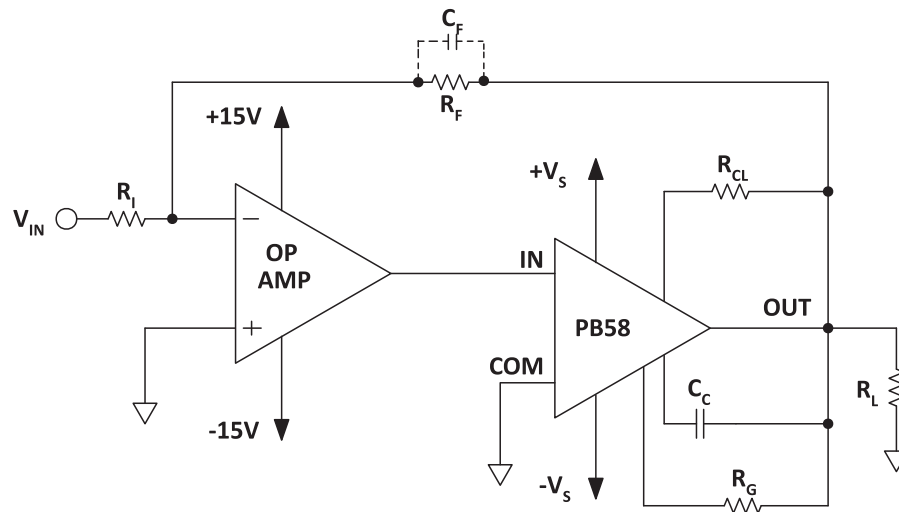 C_F
R_F
+15V
R_CL
+V_S
R_I
V_IN
−
OP
AMP
IN
+
PB58
OUT
COM
C_C
R_L
-15V
R_G
-V_S